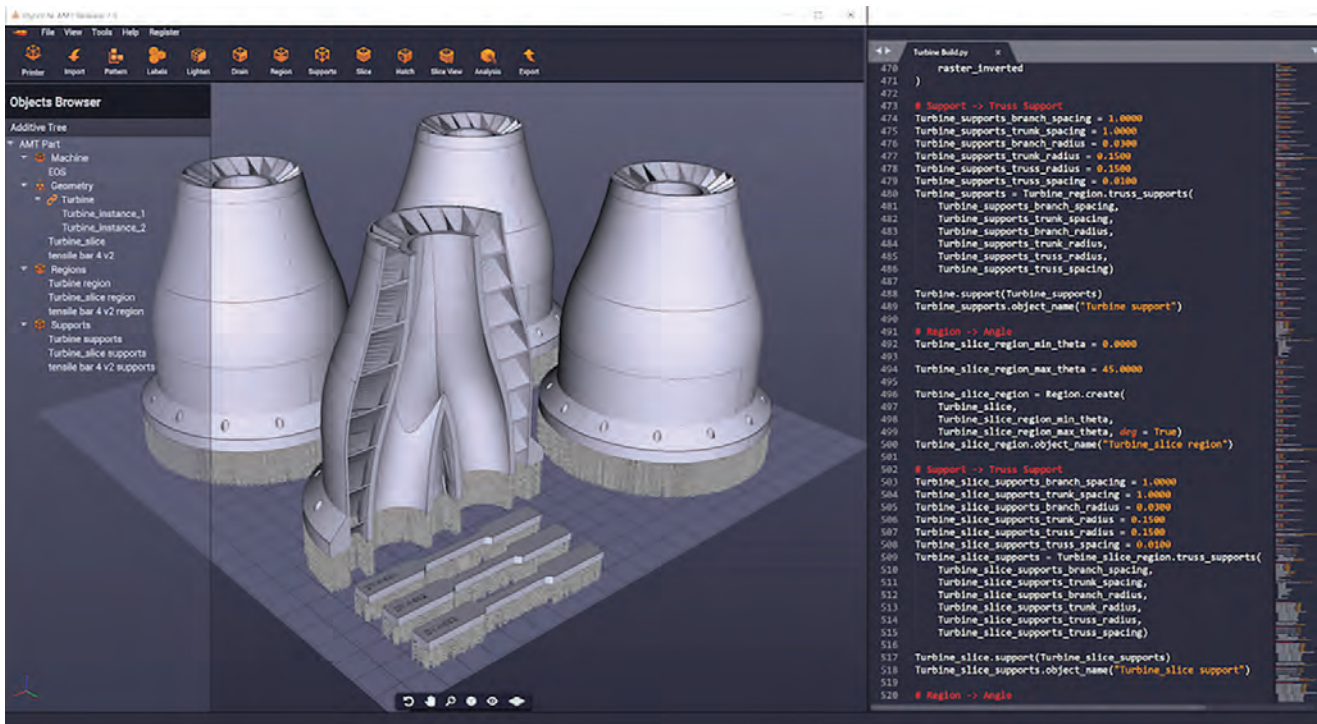 File View Tools Help Register
Printer Import Pattern Labels Lighten Drain Region Supports Slice Hatch Slice View Analysis Export
Objects Browser
Additive Tree
AMT Part
Machine
EOS
Geometry
Turbine
Turbine_instance_1
Turbine_instance_2
Turbine_slice
tensile bar 4 v2
Regions
Turbine region
Turbine_slice region
tensile bar 4 v2 region
Supports
Turbine supports
Turbine_slice supports
tensile bar 4 v2 supports
Turbine Build.py x
470 raster_inverted
471 )
472
473 # Support -> Truss Support
474 Turbine_supports_branch_spacing = 1.0000
475 Turbine_supports_trunk_spacing = 1.0000
476 Turbine_supports_branch_radius = 0.0300
477 Turbine_supports_trunk_radius = 0.1500
478 Turbine_supports_truss_radius = 0.1500
479 Turbine_supports_truss_spacing = 0.0100
480 Turbine_supports = Turbine_region.truss_supports(
481 Turbine_supports_branch_spacing,
482 Turbine_supports_trunk_spacing,
483 Turbine_supports_branch_radius,
484 Turbine_supports_trunk_radius,
485 Turbine_supports_truss_radius,
486 Turbine_supports_truss_spacing)
487
488 Turbine.support(Turbine_supports)
489 Turbine_supports.object_name("Turbine support")
490
491 # Region -> Angle
492 Turbine_slice_region_min_theta = 0.0000
493
494 Turbine_slice_region_max_theta = 45.0000
495
496 Turbine_slice_region = Region.create(
497 Turbine_slice,
498 Turbine_slice_region_min_theta,
499 Turbine_slice_region_max_theta, deg = True)
500 Turbine_slice_region.object_name("Turbine_slice region")
501
502 # Support -> Truss Support
503 Turbine_slice_supports_branch_spacing = 1.0000
504 Turbine_slice_supports_trunk_spacing = 1.0000
505 Turbine_slice_supports_branch_radius = 0.0300
506 Turbine_slice_supports_trunk_radius = 0.1500
507 Turbine_slice_supports_truss_radius = 0.1500
508 Turbine_slice_supports_truss_spacing = 0.0100
509 Turbine_slice_supports = Turbine_slice_region.truss_supports(
510 Turbine_slice_supports_branch_spacing,
511 Turbine_slice_supports_trunk_spacing,
512 Turbine_slice_supports_branch_radius,
513 Turbine_slice_supports_trunk_radius,
514 Turbine_slice_supports_truss_radius,
515 Turbine_slice_supports_truss_spacing)
516
517 Turbine_slice.support(Turbine_slice_supports)
518 Turbine_slice_supports.object_name("Turbine_slice support")
519
520 # Region -> Angle